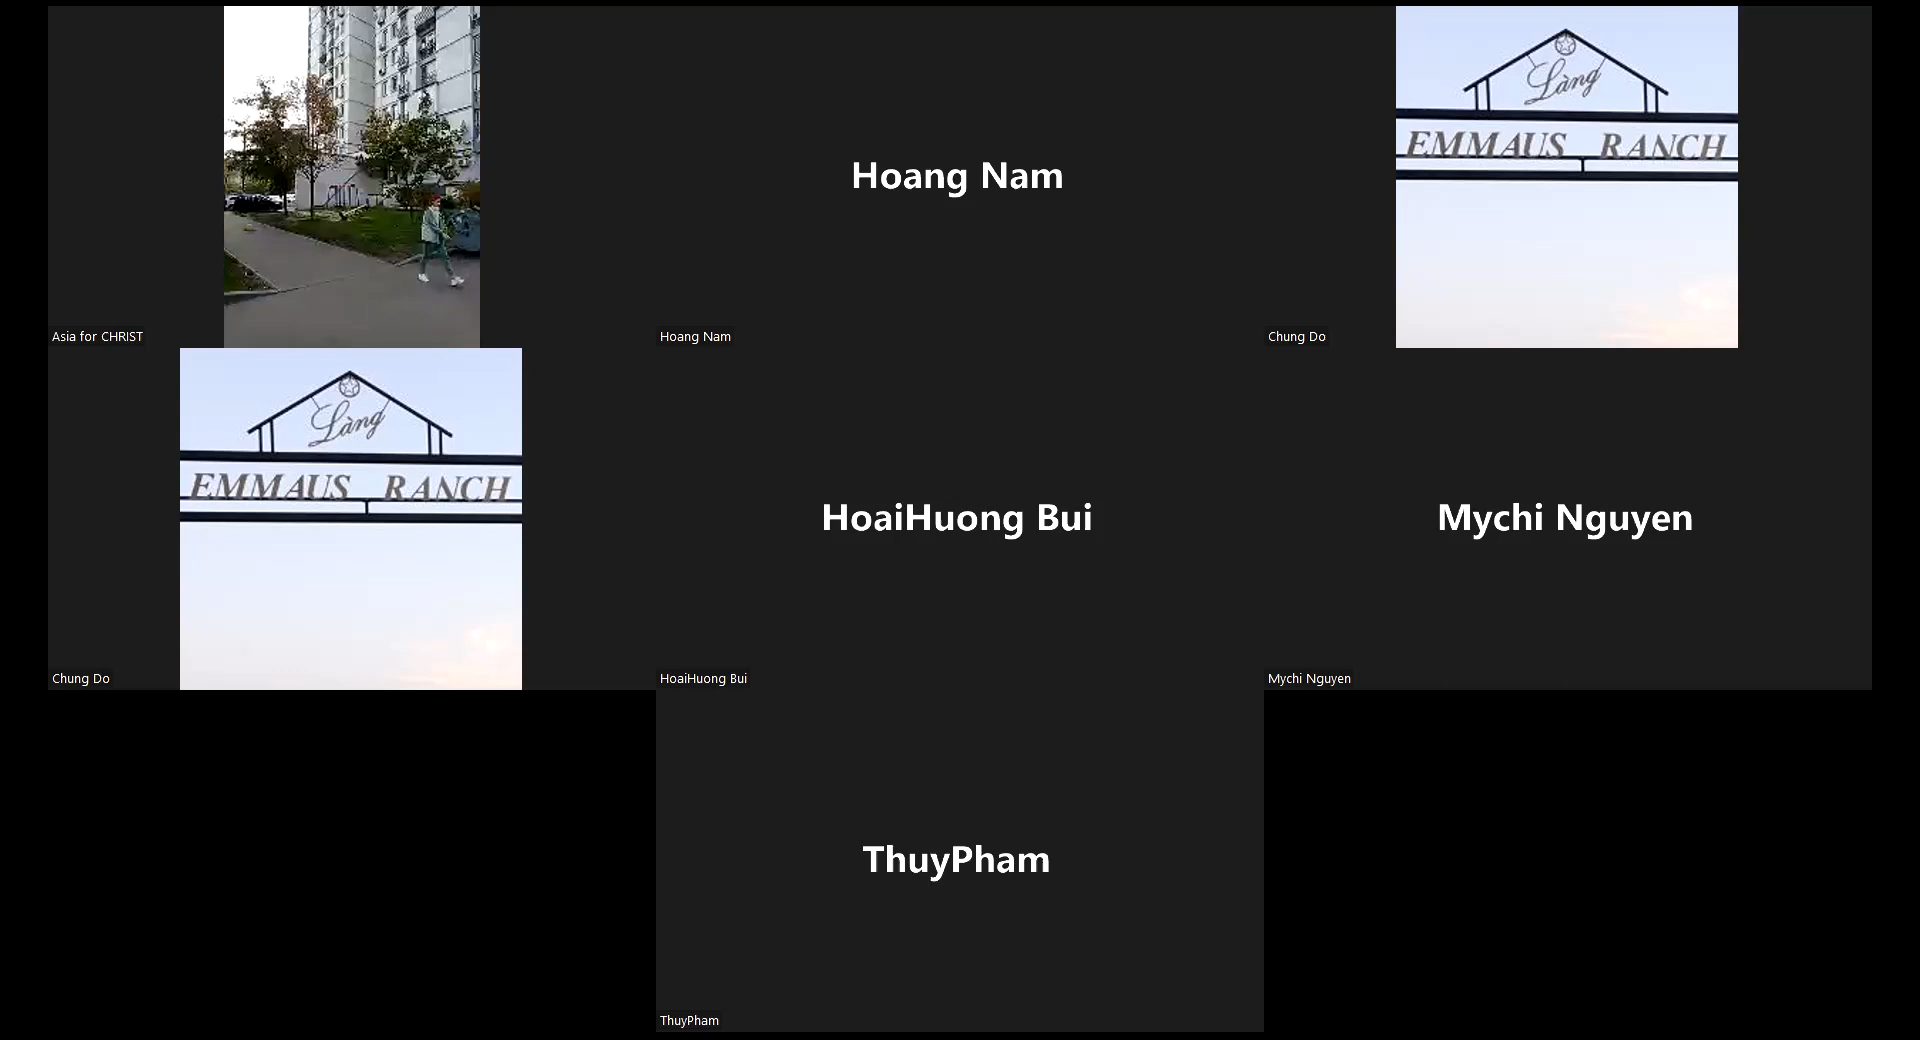 Asia for CHRIST
Hoang Nam
Hoang Nam
Làng
EMMAUS RANCH
Chung Do
Làng
EMMAUS RANCH
Chung Do
HoaiHuong Bui
HoaiHuong Bui
Mychi Nguyen
Mychi Nguyen
ThuyPham
ThuyPham